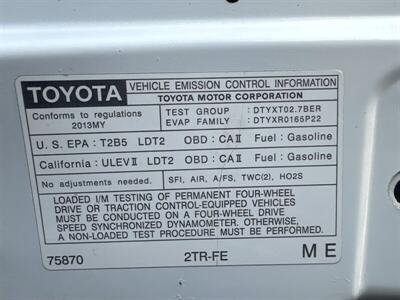 TOYOTA
VEHICLE EMISSION CONTROL INFORMATION
TOYOTA MOTOR CORPORATION
Conforms to regulations
2013MY
TEST GROUP : DTYXT02.7BER
EVAP FAMILY : DTYXR0165P22
U. S. EPA : T2B5 LDT2 OBD : CAⅡ Fuel : Gasoline
California : ULEVⅡ LDT2 OBD : CAⅡ Fuel : Gasoline
No adjustments needed.
SFI, AIR, A/FS, TWC(2), HO2S
LOADED I/M TESTING OF PERMANENT FOUR-WHEEL
DRIVE OR TRACTION CONTROL-EQUIPPED VEHICLES
MUST BE CONDUCTED ON A FOUR-WHEEL DRIVE
SPEED SYNCHRONIZED DYNAMOMETER. OTHERWISE,
A NON-LOADED TEST PROCEDURE MUST BE PERFORMED.
75870 2TR-FE M E